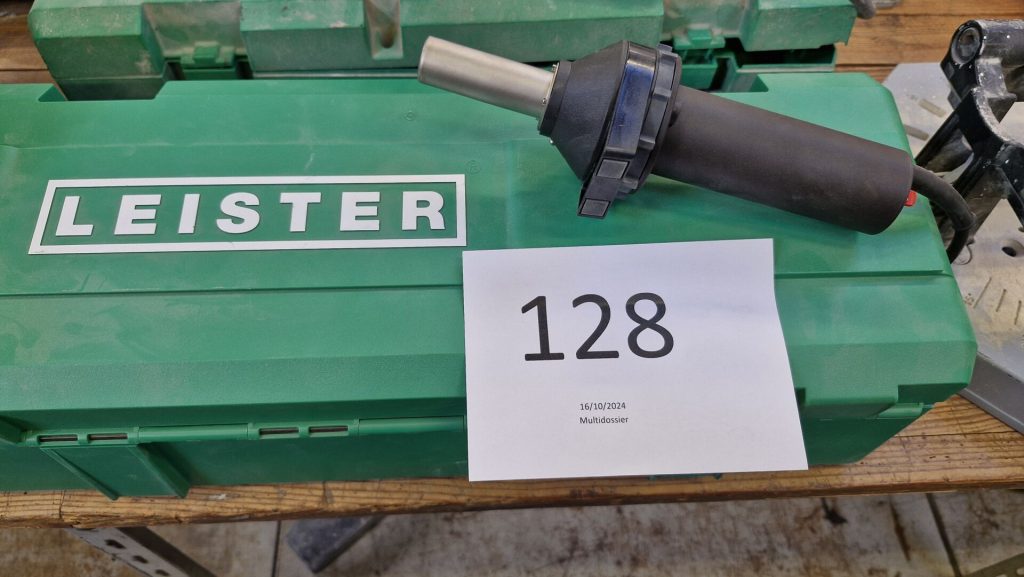 LEISTER
128
16/10/2024
Multidossier